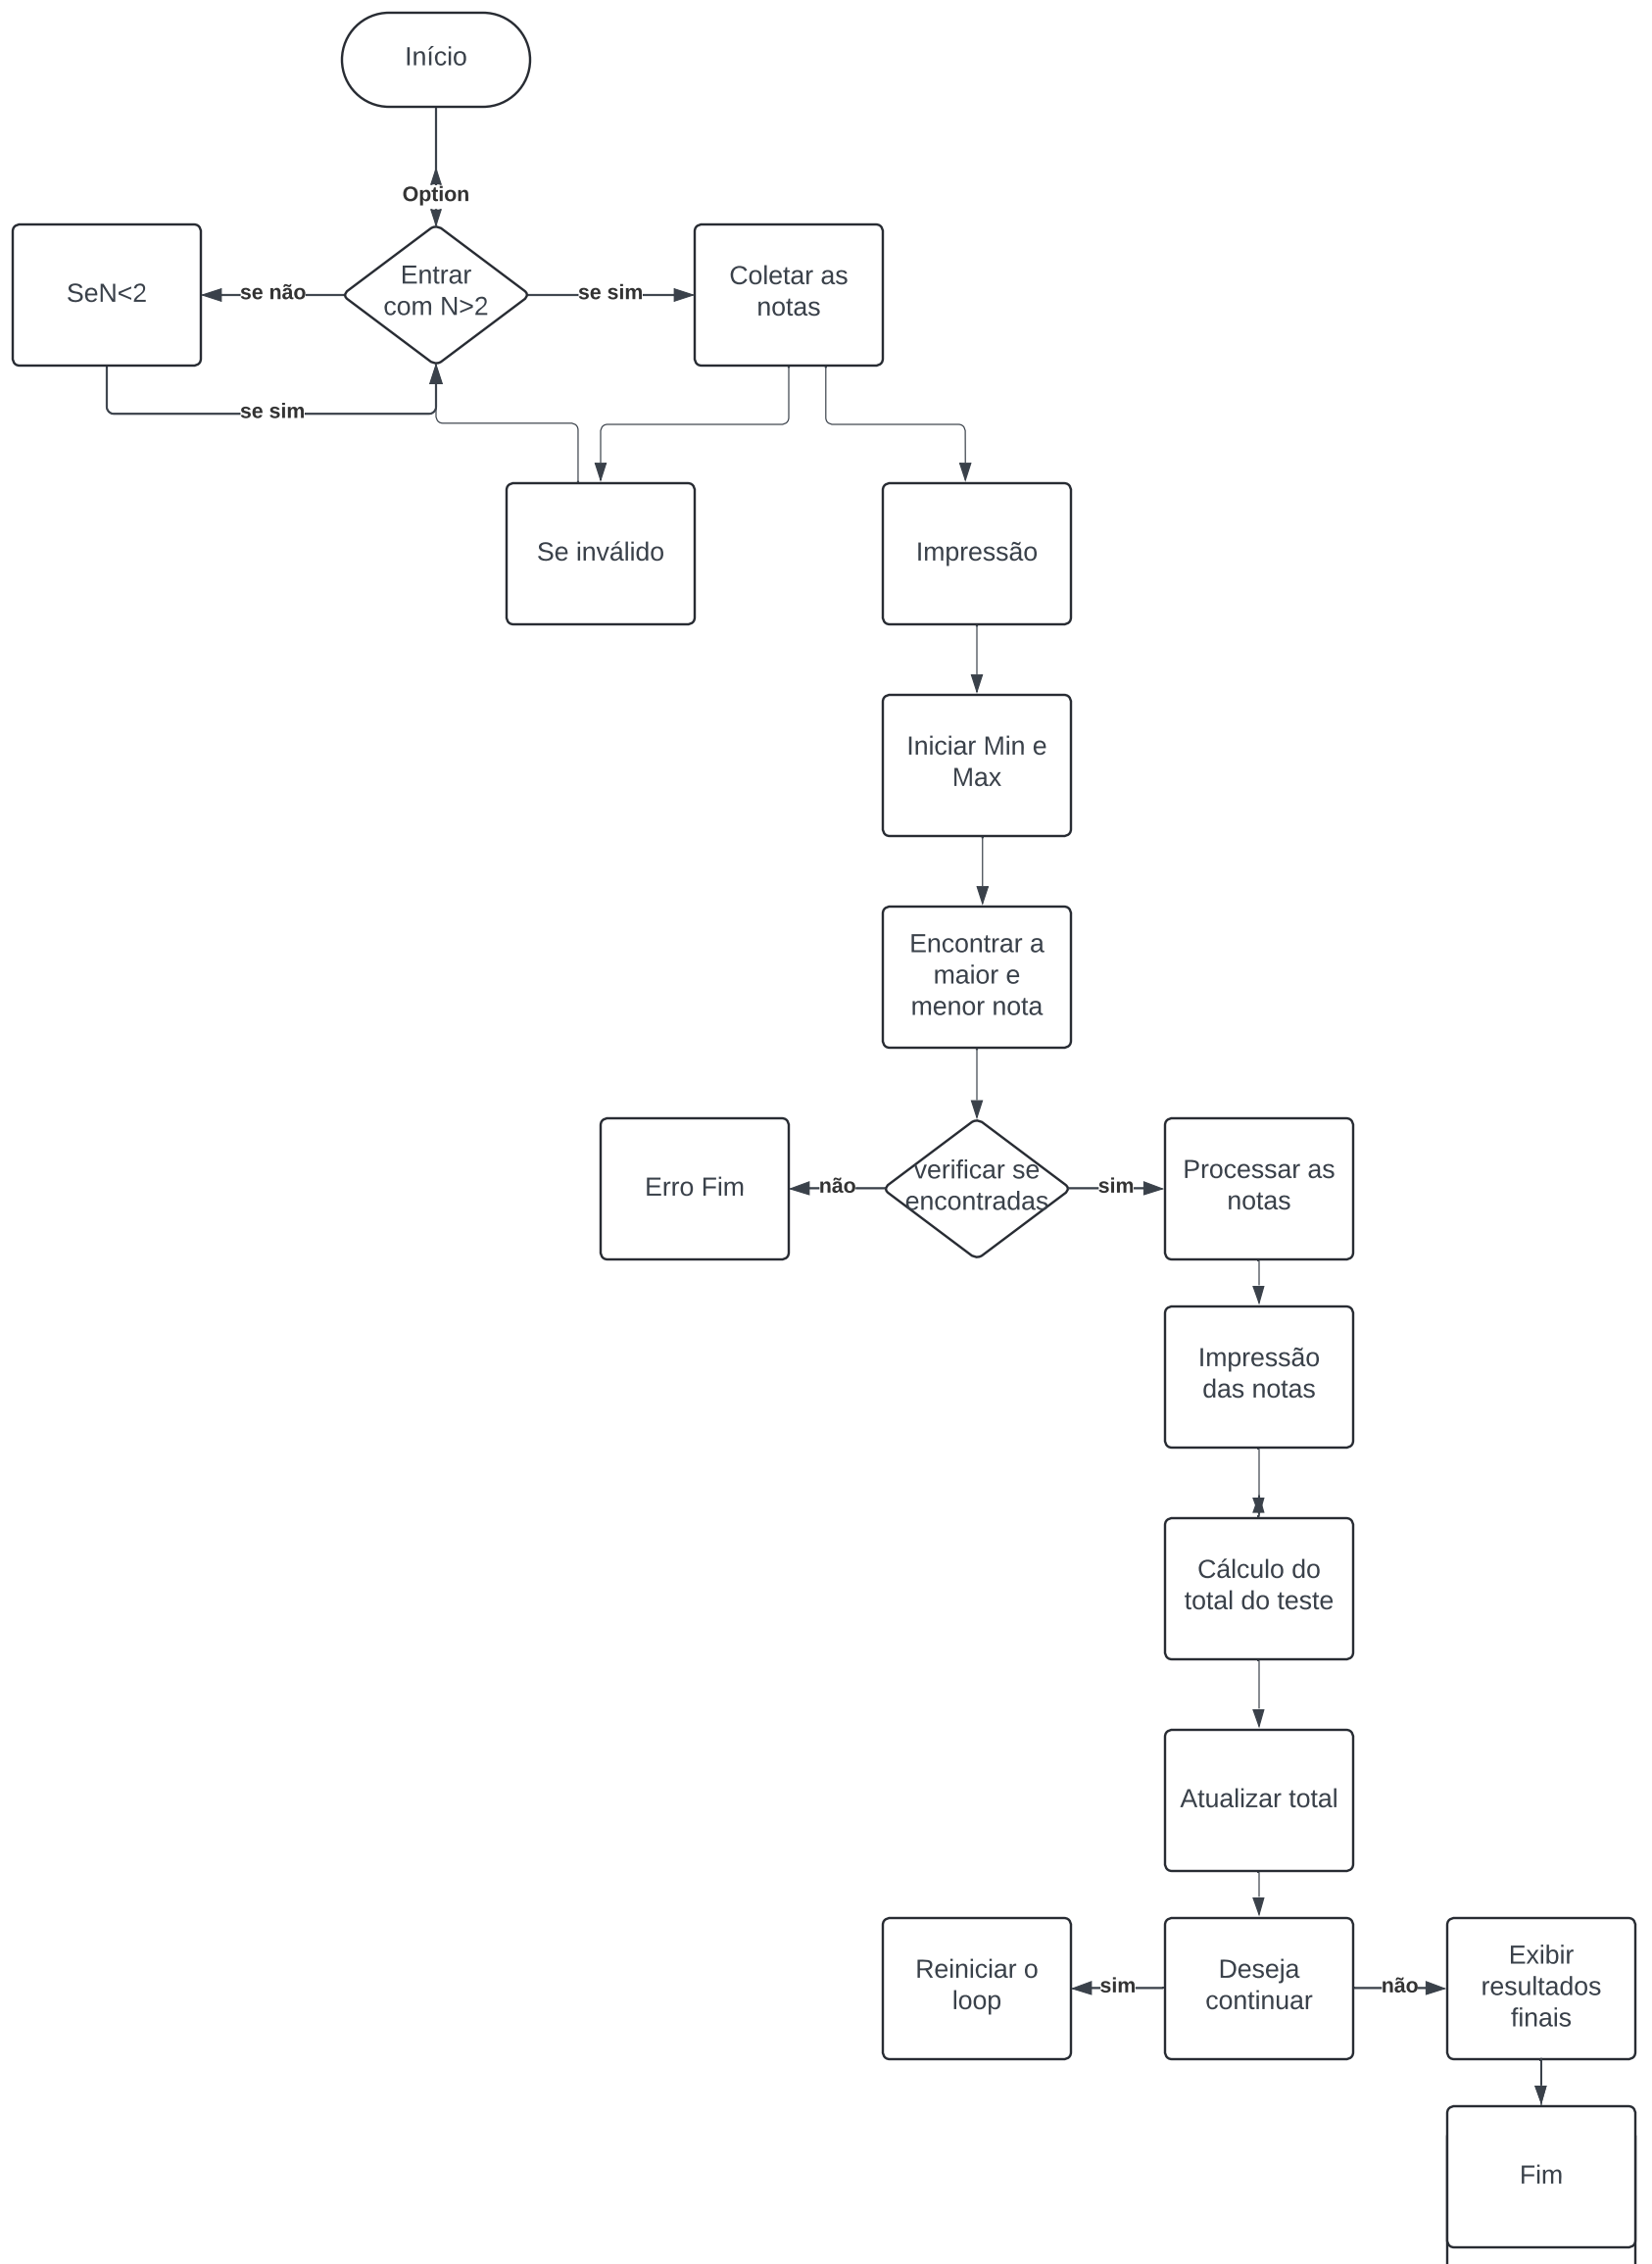 Início
Option
SeN<2
se não
Entrar
com N>2
se sim
Coletar as
notas
se sim
Se inválido
Impressão
Iniciar Min e
Max
Encontrar a
maior e
menor nota
Erro Fim
não
verificar se
encontradas
sim
Processar as
notas
Impressão
das notas
Cálculo do
total do teste
Atualizar total
Reiniciar o
loop
sim
Deseja
continuar
não
Exibir
resultados
finais
Fim